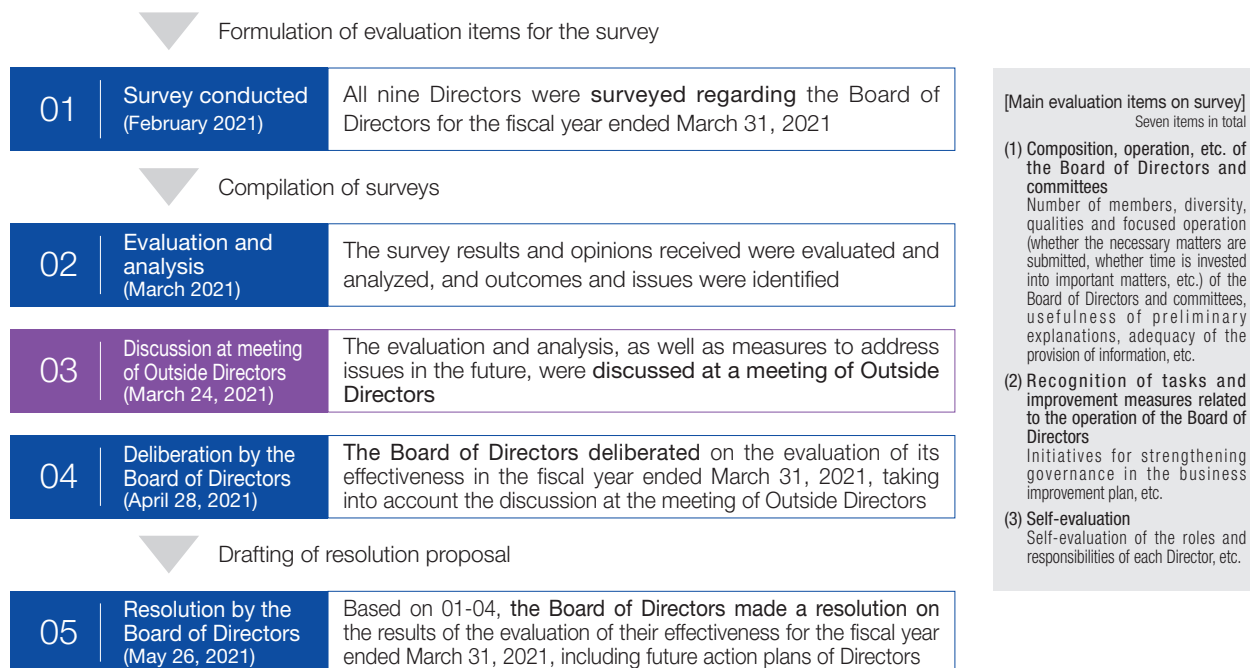 Formulation of evaluation items for the survey
01
Survey conducted
(February 2021)
All nine Directors were surveyed regarding the Board of
Directors for the fiscal year ended March 31, 2021
Compilation of surveys
02
Evaluation and
analysis
(March 2021)
The survey results and opinions received were evaluated and
analyzed, and outcomes and issues were identified
03
Discussion at meeting
of Outside Directors
(March 24, 2021)
The evaluation and analysis, as well as measures to address
issues in the future, were discussed at a meeting of Outside
Directors
04
Deliberation by the
Board of Directors
(April 28, 2021)
The Board of Directors deliberated on the evaluation of its
effectiveness in the fiscal year ended March 31, 2021, taking
into account the discussion at the meeting of Outside Directors
Drafting of resolution proposal
05
Resolution by the
Board of Directors
(May 26, 2021)
Based on 01-04, the Board of Directors made a resolution on
the results of the evaluation of their effectiveness for the fiscal year
ended March 31, 2021, including future action plans of Directors
[Main evaluation items on survey]
Seven items in total
(1) Composition, operation, etc. of
the Board of Directors and
committees
Number of members, diversity,
qualities and focused operation
(whether the necessary matters are
submitted, whether time is invested
into important matters, etc.) of the
Board of Directors and committees,
usefulness of preliminary
explanations, adequacy of the
provision of information, etc.
(2) Recognition of tasks and
improvement measures related
to the operation of the Board of
Directors
Initiatives for strengthening
governance in the business
improvement plan, etc.
(3) Self-evaluation
Self-evaluation of the roles and
responsibilities of each Director, etc.